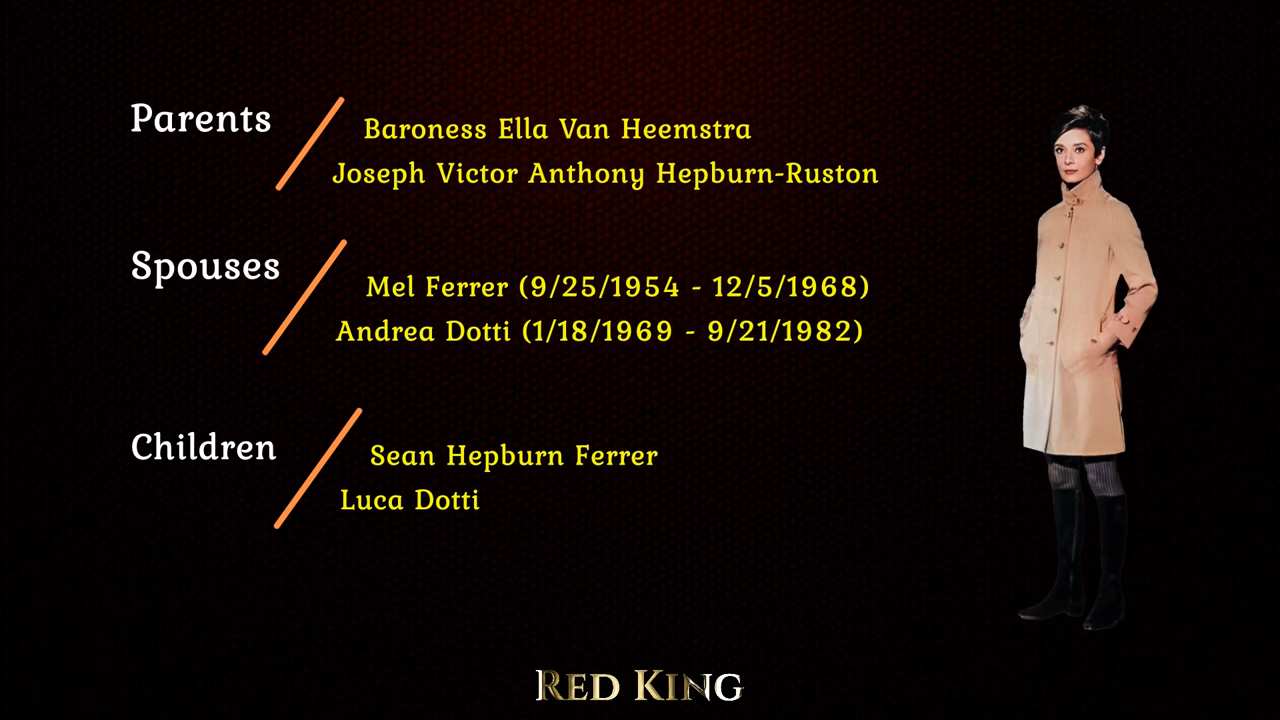 Parents
Baroness Ella Van Heemstra
Joseph Victor Anthony Hepburn-Ruston
Spouses
Mel Ferrer (9/25/1954 - 12/5/1968)
Andrea Dotti (1/18/1969 - 9/21/1982)
Children
Sean Hepburn Ferrer
Luca Dotti
RED KING